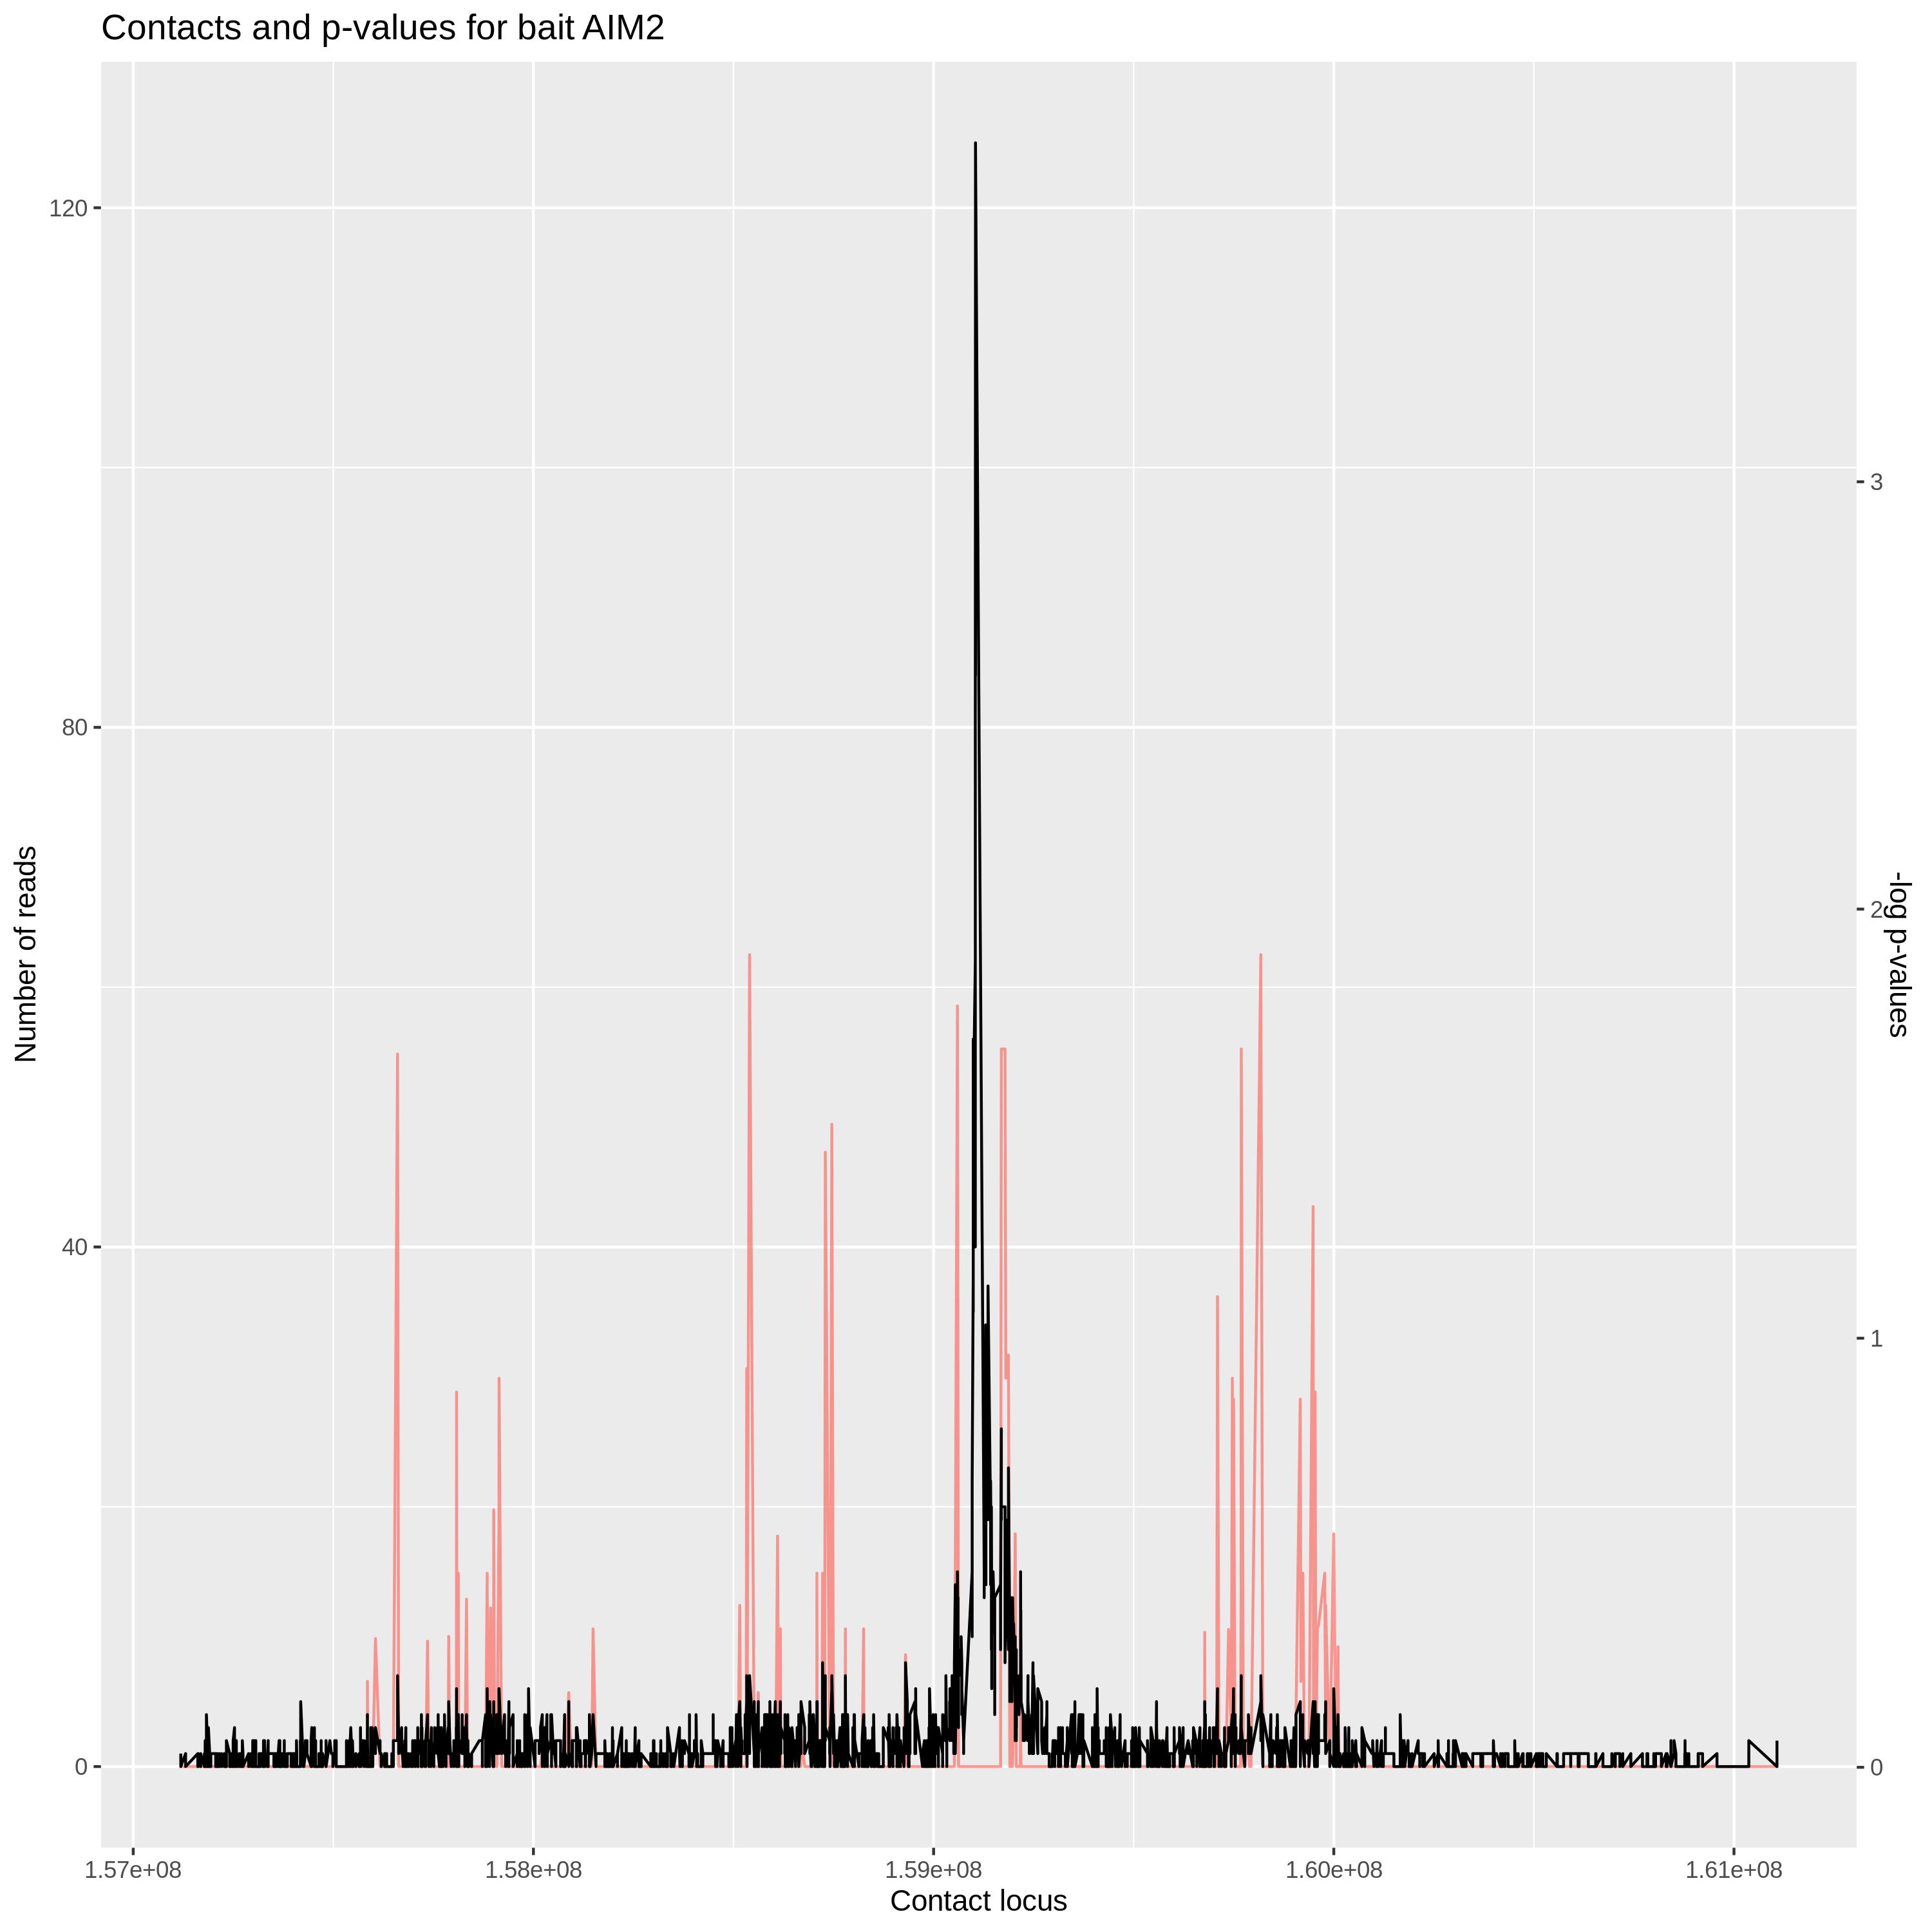 Contacts and p-values for bait AIM2
120
80
40
0
Number of reads
3
2
1
0
-log p-values
1.57e+08 1.58e+08 1.59e+08 1.60e+08 1.61e+08
Contact locus